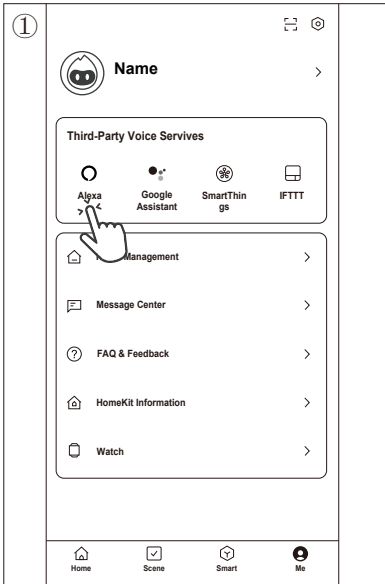 ①
Name
Third-Party Voice Servives
Alexa
Google Assistant
SmartThin gs
IFTTT
Management
Message Center
FAQ & Feedback
HomeKit Information
Watch
Home Scene Smart Me